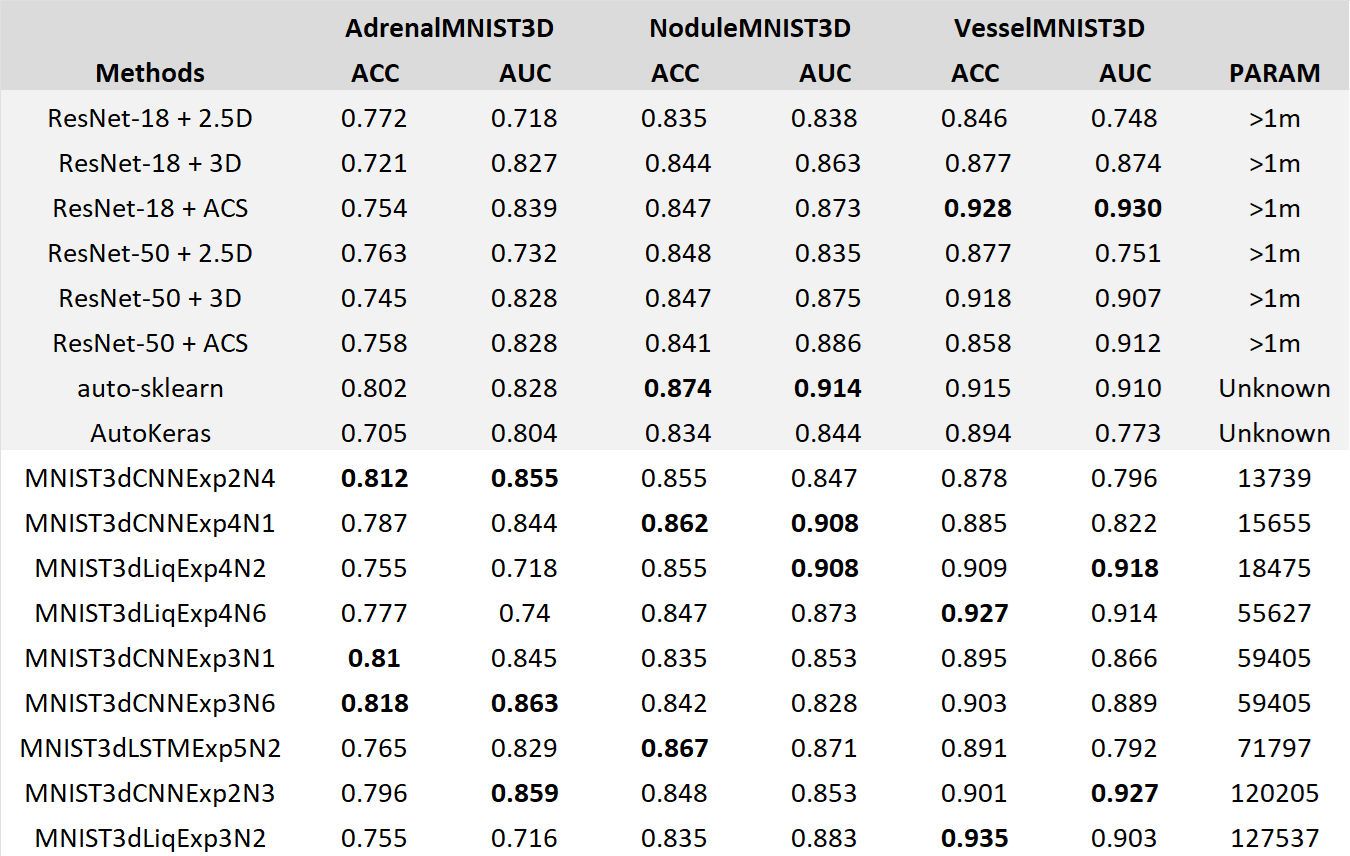 AdrenalMNIST3D NoduleMNIST3D VesselMNIST3D
Methods ACC AUC ACC AUC ACC AUC PARAM
ResNet-18 + 2.5D 0.772 0.718 0.835 0.838 0.846 0.748 >1m
ResNet-18 + 3D 0.721 0.827 0.844 0.863 0.877 0.874 >1m
ResNet-18 + ACS 0.754 0.839 0.847 0.873 0.928 0.930 >1m
ResNet-50 + 2.5D 0.763 0.732 0.848 0.835 0.877 0.751 >1m
ResNet-50 + 3D 0.745 0.828 0.847 0.875 0.918 0.907 >1m
ResNet-50 + ACS 0.758 0.828 0.841 0.886 0.858 0.912 >1m
auto-sklearn 0.802 0.828 0.874 0.914 0.915 0.910 Unknown
AutoKeras 0.705 0.804 0.834 0.844 0.894 0.773 Unknown
MNIST3dCNNExp2N4 0.812 0.855 0.855 0.847 0.878 0.796 13739
MNIST3dCNNExp4N1 0.787 0.844 0.862 0.908 0.885 0.822 15655
MNIST3dLiqExp4N2 0.755 0.718 0.855 0.908 0.909 0.918 18475
MNIST3dLiqExp4N6 0.777 0.74 0.847 0.873 0.927 0.914 55627
MNIST3dCNNExp3N1 0.81 0.845 0.835 0.853 0.895 0.866 59405
MNIST3dCNNExp3N6 0.818 0.863 0.842 0.828 0.903 0.889 59405
MNIST3dLSTMExp5N2 0.765 0.829 0.867 0.871 0.891 0.792 71797
MNIST3dCNNExp2N3 0.796 0.859 0.848 0.853 0.901 0.927 120205
MNIST3dLiqExp3N2 0.755 0.716 0.835 0.883 0.935 0.903 127537